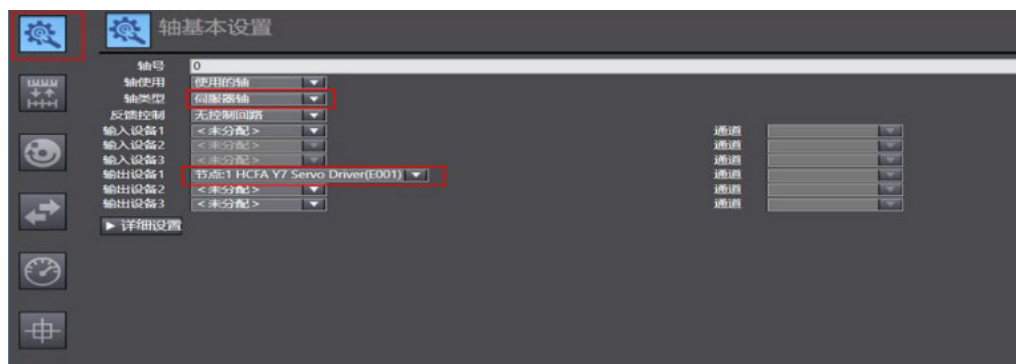 轴基本设置
轴号 0
轴使用 使用的轴
轴类型 伺服器轴
反馈控制 无控制回路
输入设备1 <未分配> 通道
输入设备2 <未分配> 通道
输入设备3 <未分配> 通道
输出设备1 节点:1 HCFA Y7 Servo Driver(E001) 通道
输出设备2 <未分配> 通道
输出设备3 <未分配> 通道
▶ 详细设置